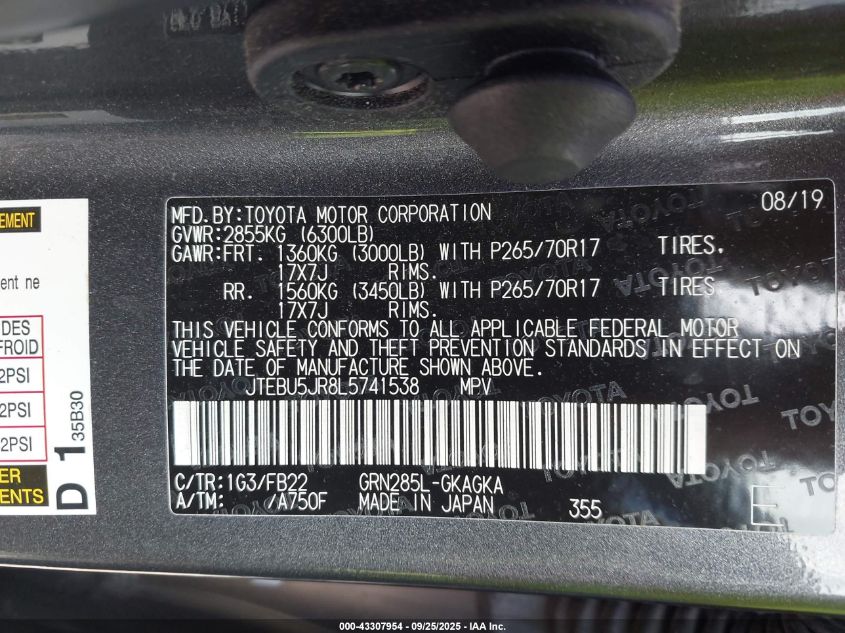 MFD.BY:TOYOTA MOTOR CORPORATION 08/19
GVWR:2855KG (6300LB)
GAWR:FRT. 1360KG (3000LB) WITH P265/70R17 TIRES.
17X7J RIMS.
RR. 1560KG (3450LB) WITH P265/70R17 TIRES.
17X7J RIMS.
THIS VEHICLE CONFORMS TO ALL APPLICABLE FEDERAL MOTOR
VEHICLE SAFETY AND THEFT PREVENTION STANDARDS IN EFFECT ON
THE DATE OF MANUFACTURE SHOWN ABOVE.
JTEBU5JR8L5741538 MPV
C/TR:1G3/FB22 GRN285L-GKAGKA
A/TM: /A750F MADE IN JAPAN 355
E
EMENT
ent ne
DES
FROID
2PSI
2PSI
2PSI
ER
ENTS
D 1 35B30
000-43307954 - 09/25/2025 - IAA Inc.